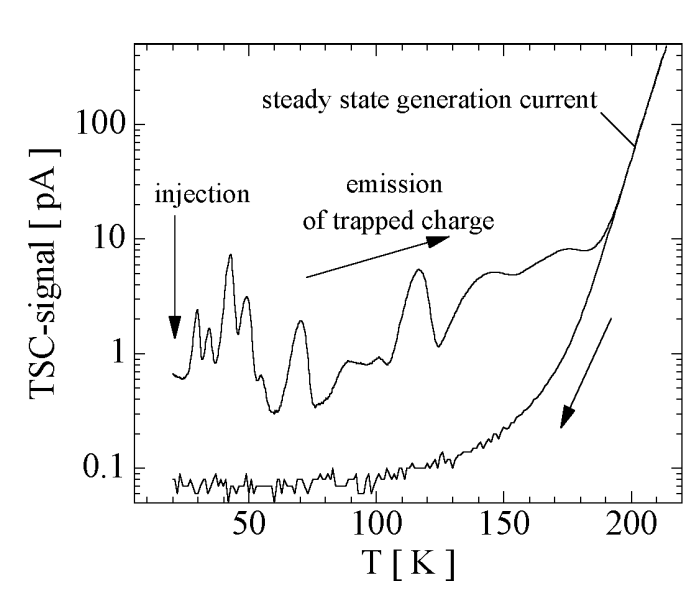 steady state generation current
100
injection
emission
of trapped charge
10
TSC-signal [ pA ]
1
0.1
50 100 150 200
T [ K ]